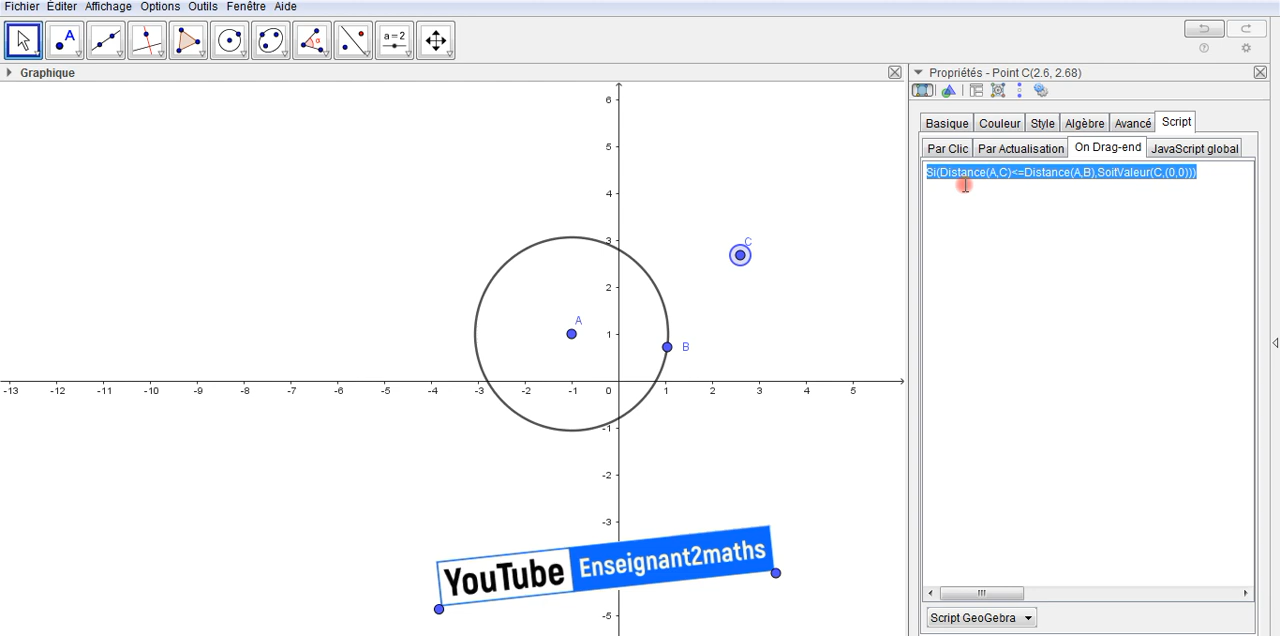 Fichier Éditer Affichage Options Outils Fenêtre Aide
A
α
a=2
Graphique
Propriétés - Point C(2.6, 2.68)
Basique Couleur Style Algèbre Avancé Script
Par Clic Par Actualisation On Drag-end JavaScript global
Si(Distance(A,C)<=Distance(A,B),SoitValeur(C,(0,0)))
6
5
4
3
2
1
-1
-2
-3
-5
C
A
B
-13 -12 -11 -10 -9 -8 -7 -6 -5 -4 -3 -2 -1 0 1 2 3 4 5
YouTube Enseignant2maths
Script GeoGebra